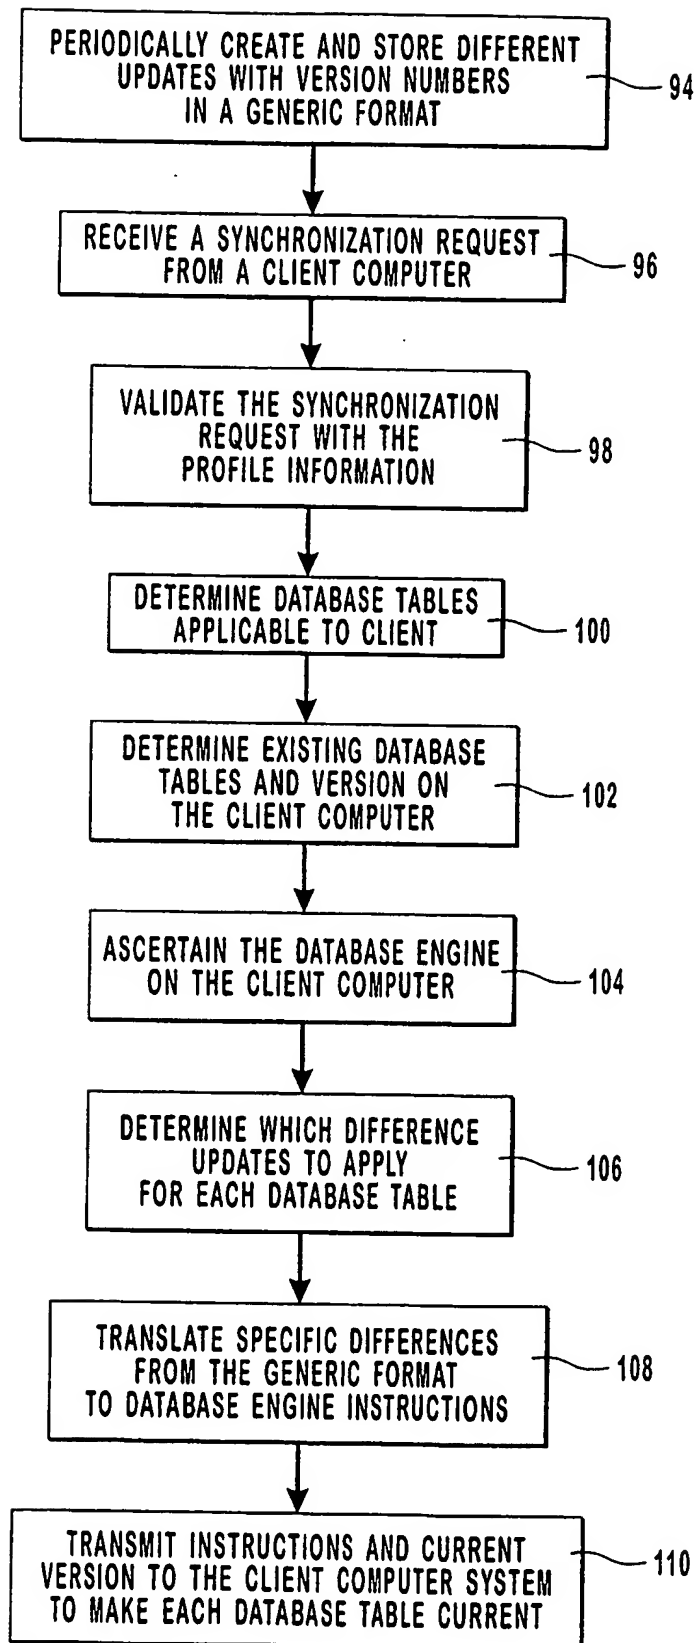 PERIODICALLY CREATE AND STORE DIFFERENT
UPDATES WITH VERSION NUMBERS
IN A GENERIC FORMAT
94
RECEIVE A SYNCHRONIZATION REQUEST
FROM A CLIENT COMPUTER
96
VALIDATE THE SYNCHRONIZATION
REQUEST WITH THE
PROFILE INFORMATION
98
DETERMINE DATABASE TABLES
APPLICABLE TO CLIENT
100
DETERMINE EXISTING DATABASE
TABLES AND VERSION ON
THE CLIENT COMPUTER
102
ASCERTAIN THE DATABASE ENGINE
ON THE CLIENT COMPUTER
104
DETERMINE WHICH DIFFERENCE
UPDATES TO APPLY
FOR EACH DATABASE TABLE
106
TRANSLATE SPECIFIC DIFFERENCES
FROM THE GENERIC FORMAT
TO DATABASE ENGINE INSTRUCTIONS
108
TRANSMIT INSTRUCTIONS AND CURRENT
VERSION TO THE CLIENT COMPUTER SYSTEM
TO MAKE EACH DATABASE TABLE CURRENT
110